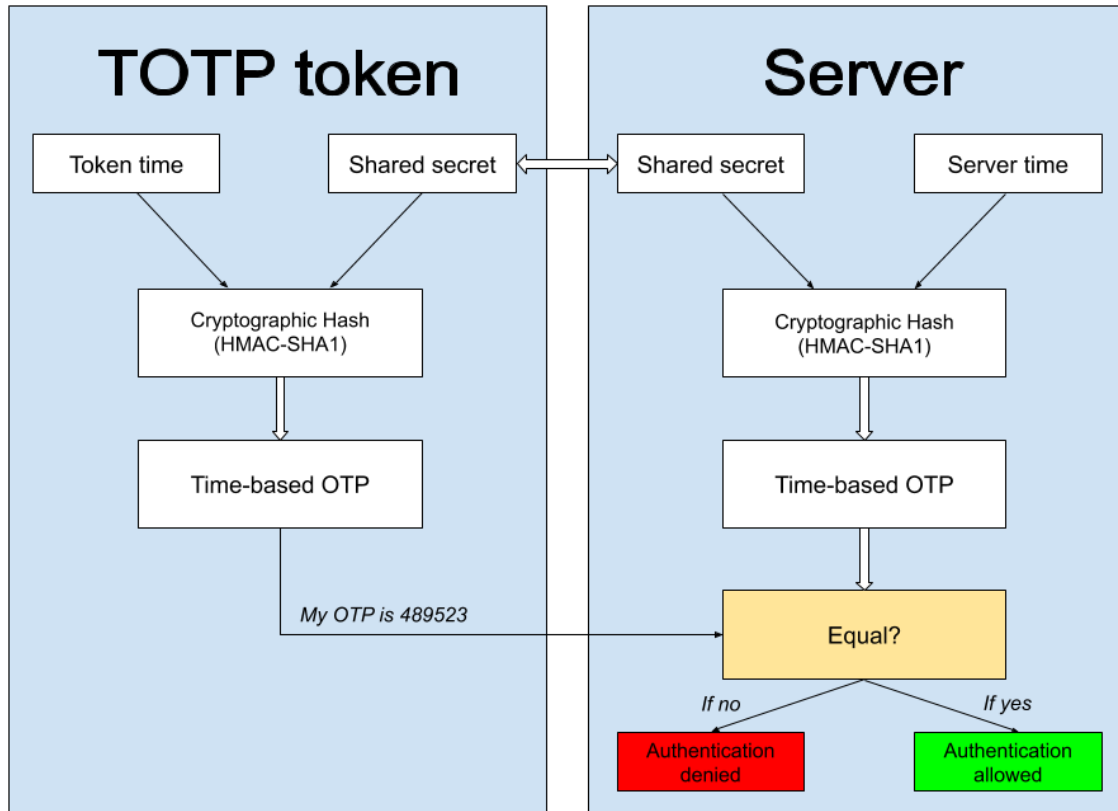 TOTP token
Server
Token time
Shared secret
Shared secret
Server time
Cryptographic Hash
(HMAC-SHA1)
Cryptographic Hash
(HMAC-SHA1)
Time-based OTP
Time-based OTP
My OTP is 489523
Equal?
If no
If yes
Authentication
denied
Authentication
allowed